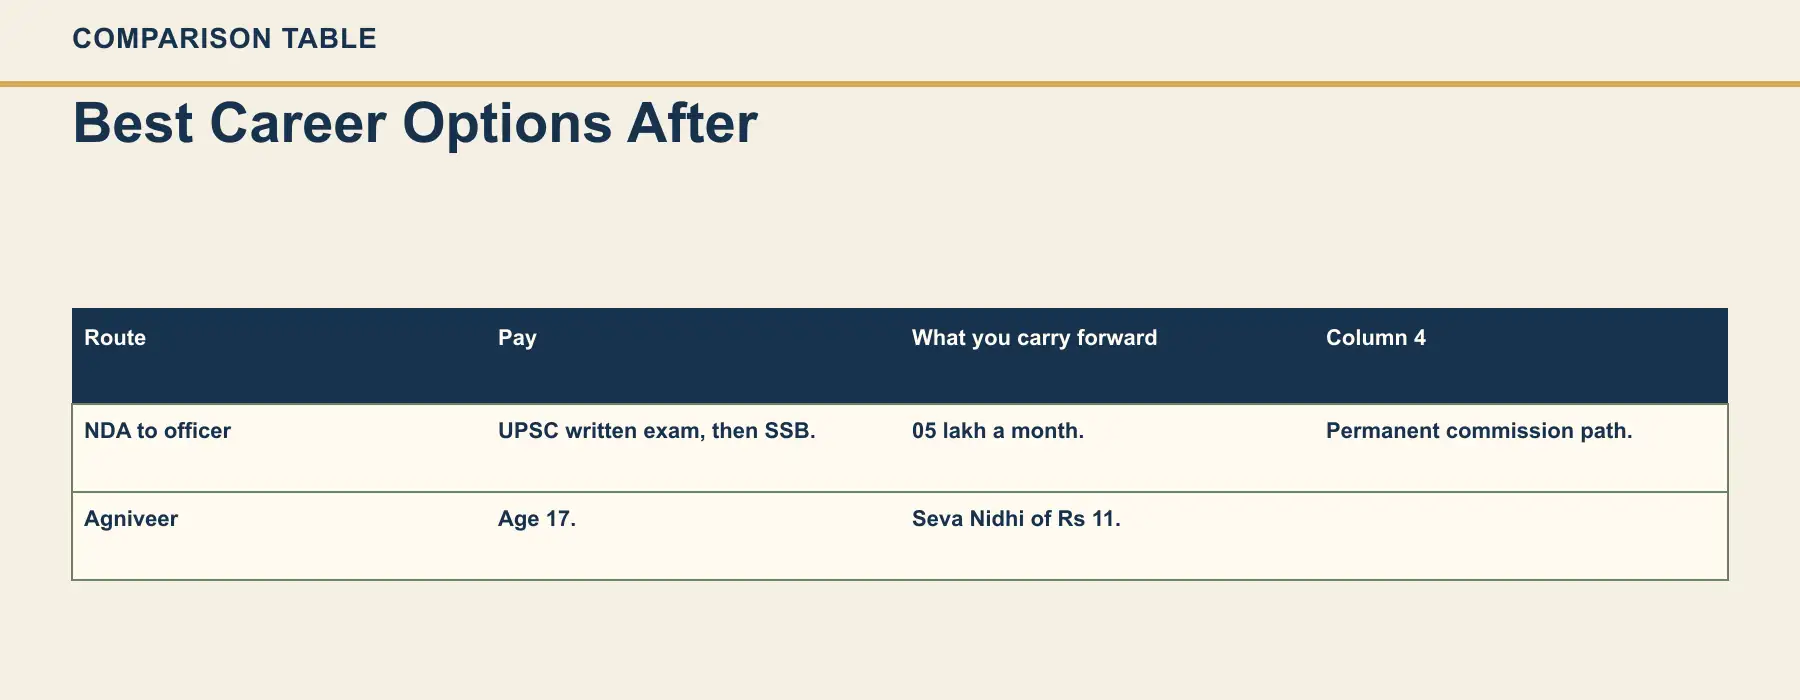 COMPARISON TABLE
Best Career Options After
Route Pay What you carry forward Column 4
NDA to officer UPSC written exam, then SSB. 05 lakh a month. Permanent commission path.
Agniveer Age 17. Seva Nidhi of Rs 11.